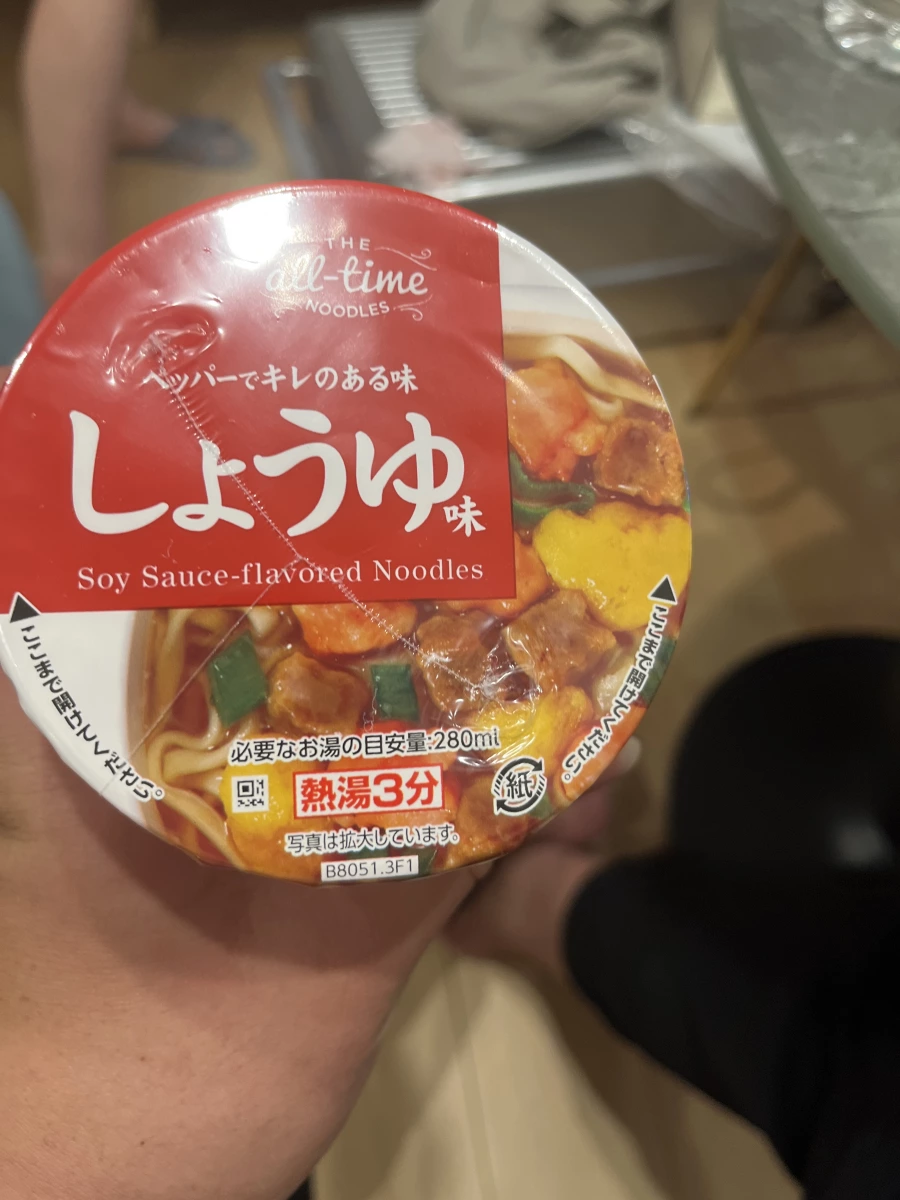 THE
all-time
NOODLES
ペッパーでキレのある味
しょうゆ味
Soy Sauce-flavored Noodles
▲ここまで開けてください。
▲ここまで開けてください。
必要なお湯の目安量:280ml
熱湯3分
紙
写真は拡大しています。
B8051.3F1